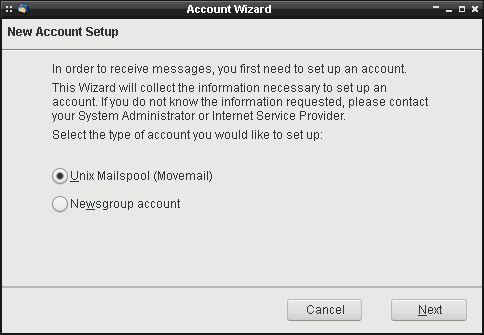 Account Wizard
New Account Setup
In order to receive messages, you first need to set up an account.
This Wizard will collect the information necessary to set up an
account. If you do not know the information requested, please contact
your System Administrator or Internet Service Provider.
Select the type of account you would like to set up:
Unix Mailspool (Movemail)
Newsgroup account
Cancel
Next